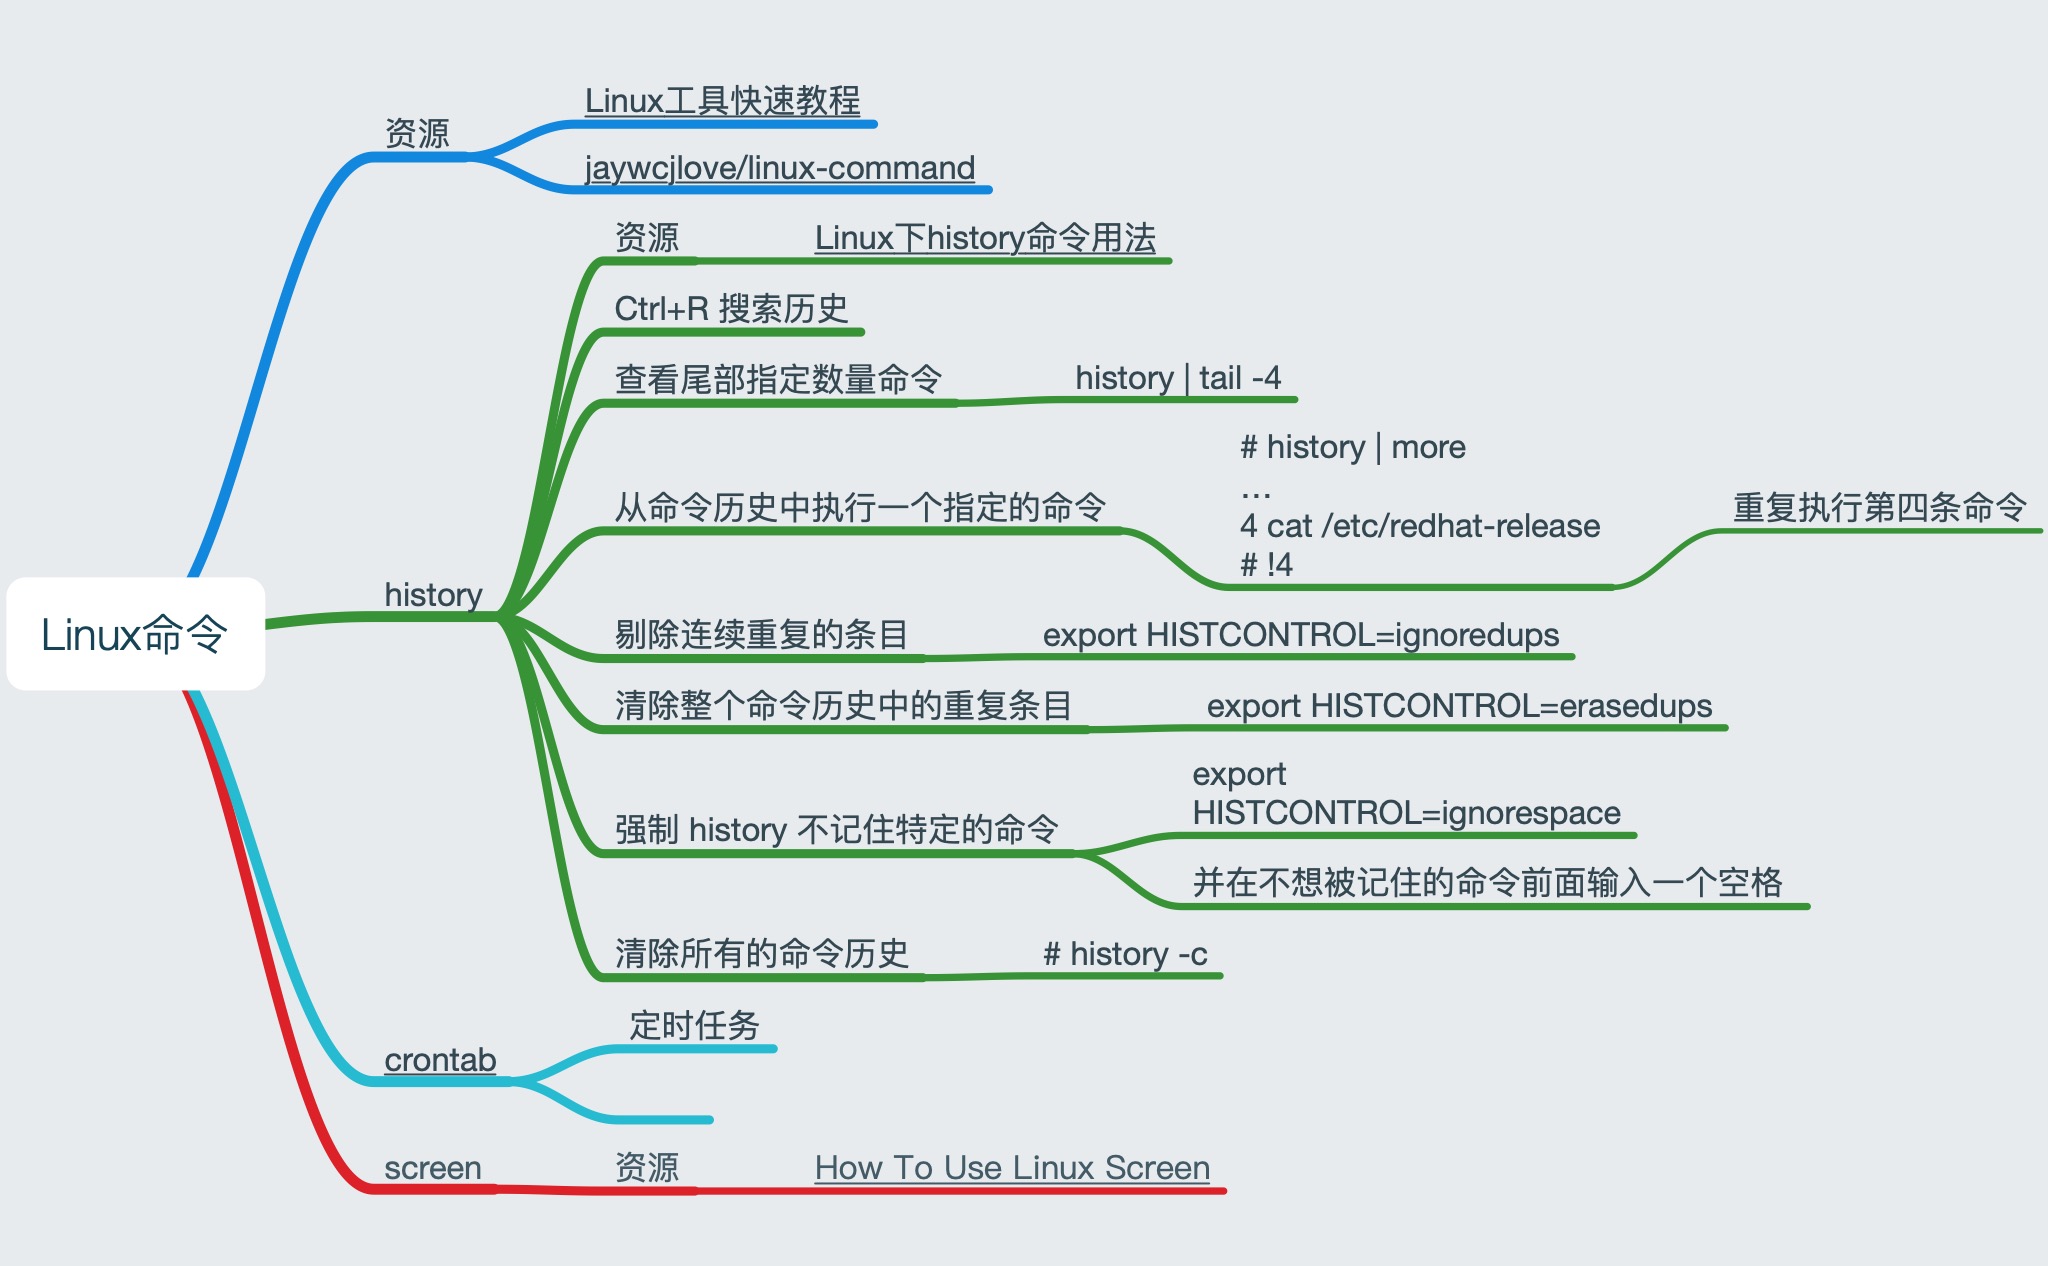 Linux命令
资源
Linux工具快速教程
jaywcjlove/linux-command
history
资源
Linux下history命令用法
Ctrl+R 搜索历史
查看尾部指定数量命令
history | tail -4
从命令历史中执行一个指定的命令
# history | more
...
4 cat /etc/redhat-release
# !4
重复执行第四条命令
剔除连续重复的条目
export HISTCONTROL=ignoredups
清除整个命令历史中的重复条目
export HISTCONTROL=erasedups
强制 history 不记住特定的命令
export
HISTCONTROL=ignorespace
并在不想被记住的命令前面输入一个空格
清除所有的命令历史
# history -c
crontab
定时任务
screen
资源
How To Use Linux Screen